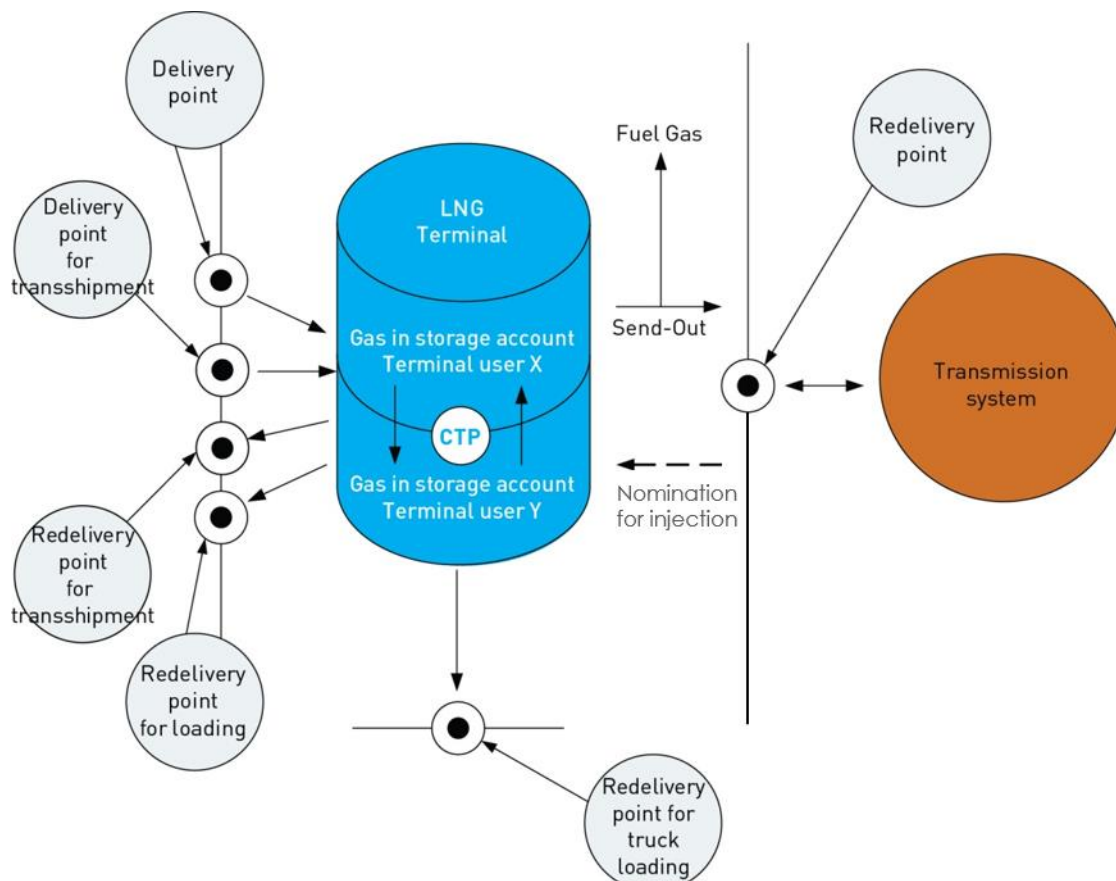 Delivery
point
Delivery
point
for
transshipment
LNG
Terminal
Gas in storage account
Terminal user X
CTP
Gas in storage account
Terminal user Y
Fuel Gas
Send-Out
Redelivery
point
Transmission
system
Nomination
for injection
Redelivery
point
for
transshipment
Redelivery
point
for loading
Redelivery
point for
truck
loading